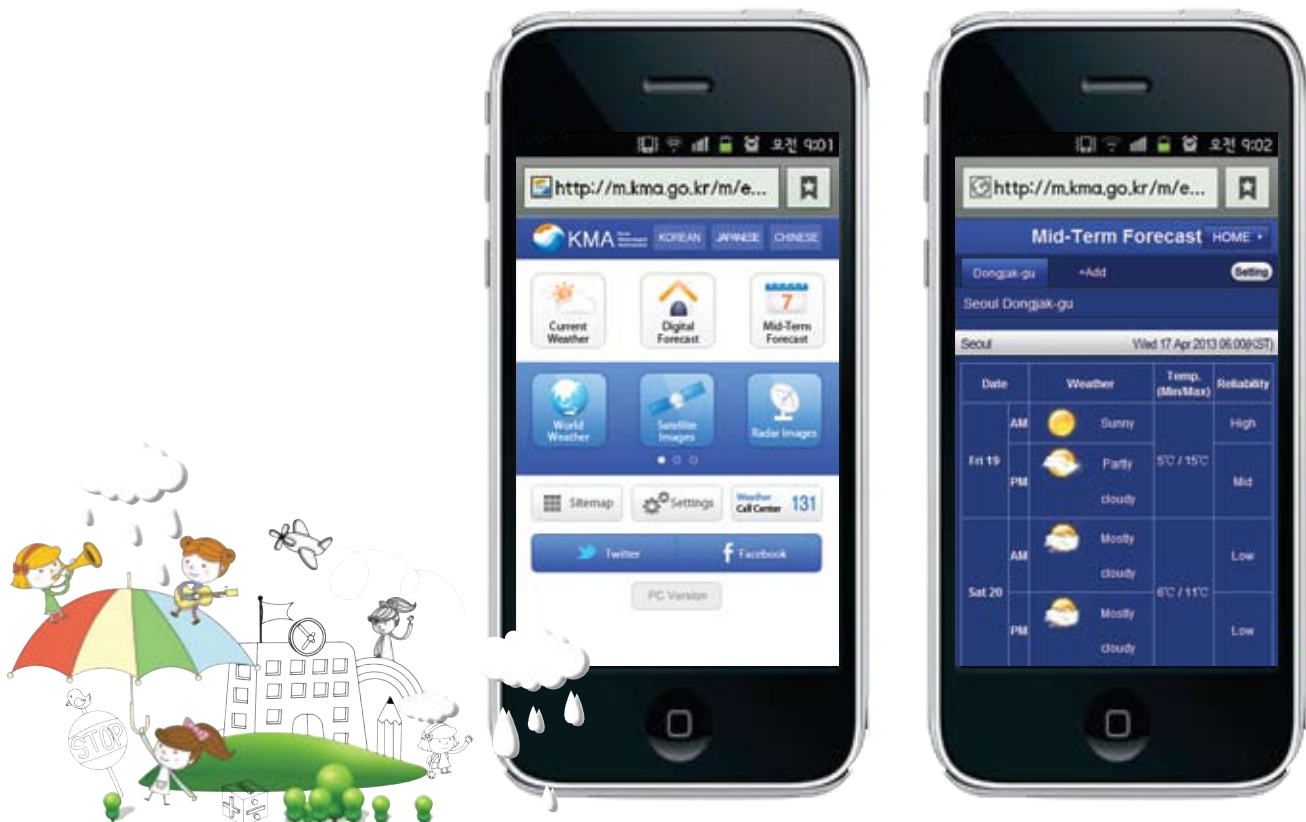 오전 9:01
http://m.kma.go.kr/m/e...
KMA
KOREAN JAPANESE CHINESE
Current Weather
Digital Forecast
Mid-Term Forecast
World Weather
Satellite Images
Radar Images
Sitemap
Settings
Weather Call Center 131
Twitter
Facebook
PC Version
오전 9:02
http://m.kma.go.kr/m/e...
Mid-Term Forecast HOME
Dongjak-gu +Add Setting
Seoul Dongjak-gu
Seoul Wed 17 Apr 2013 06:00(KST)
Date Weather Temp. (Min/Max) Reliability
Fri 19 AM Sunny 5℃ / 15℃ High
PM Partly cloudy Mid
Sat 20 AM Mostly cloudy 6℃ / 11℃ Low
PM Mostly cloudy Low
STOP